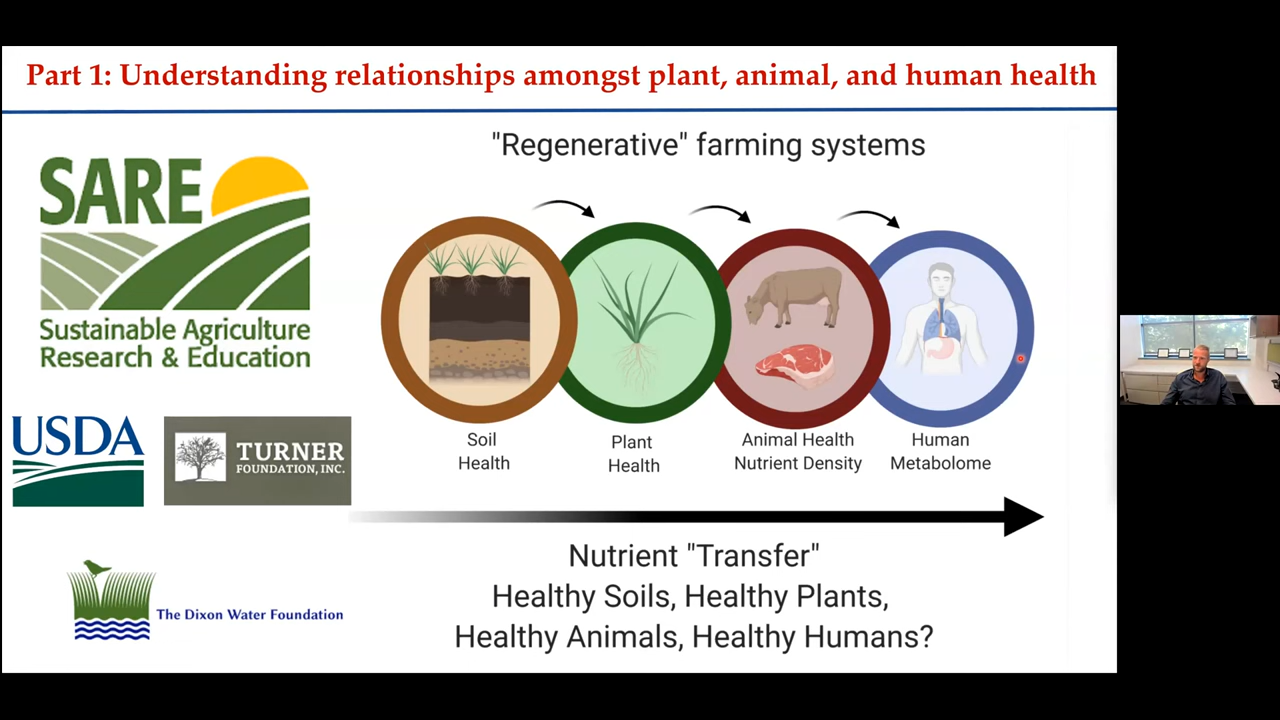 Part 1: Understanding relationships amongst plant, animal, and human health
"Regenerative" farming systems
SARE
Sustainable Agriculture
Research & Education
USDA
TURNER
FOUNDATION, INC.
The Dixon Water Foundation
Soil
Health
Plant
Health
Animal Health
Nutrient Density
Human
Metabolome
Nutrient "Transfer"
Healthy Soils, Healthy Plants,
Healthy Animals, Healthy Humans?